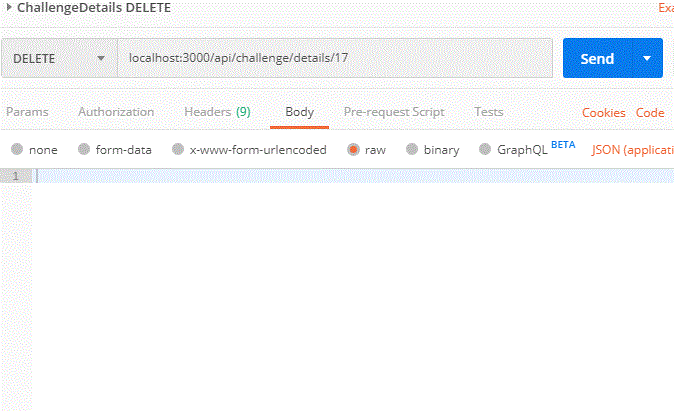 ChallengeDetails DELETE Exa
DELETE localhost:3000/api/challenge/details/17 Send
Params Authorization Headers (9) Body Pre-request Script Tests Cookies Code
none form-data x-www-form-urlencoded raw binary GraphQL BETA JSON (applicati
1